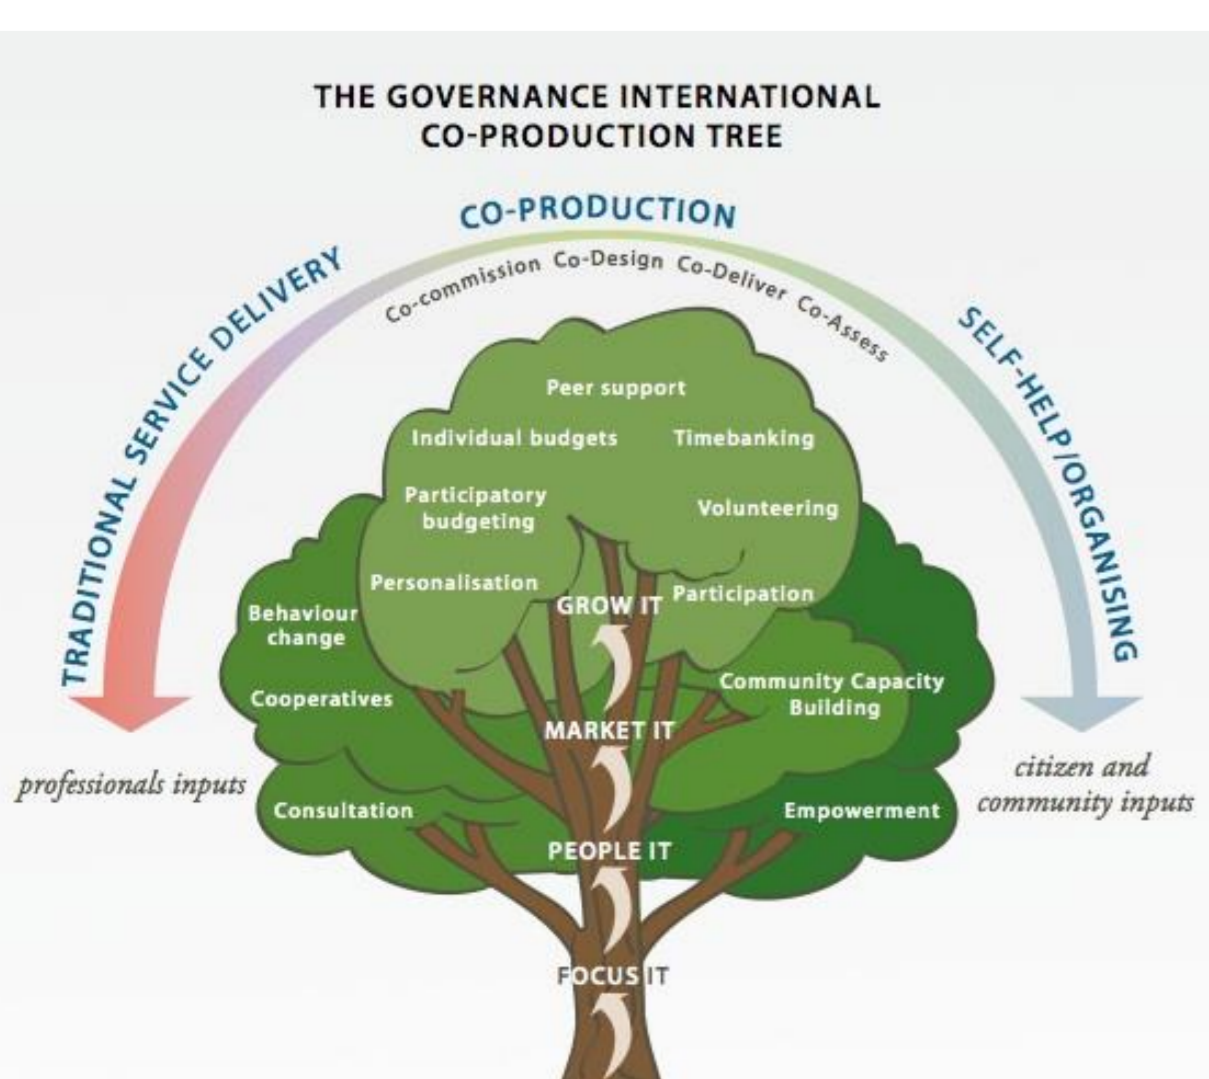 THE GOVERNANCE INTERNATIONAL
CO-PRODUCTION TREE
CO-PRODUCTION
TRADITIONAL SERVICE DELIVERY
SELF-HELP/ORGANISING
Co-commission Co-Design Co-Deliver Co-Assess
Peer support
Individual budgets
Timebanking
Participatory
budgeting
Volunteering
Personalisation
Participation
GROW IT
Behaviour
change
Cooperatives
Community Capacity
Building
MARKET IT
professionals inputs
citizen and
community inputs
Consultation
Empowerment
PEOPLE IT
FOCUS IT